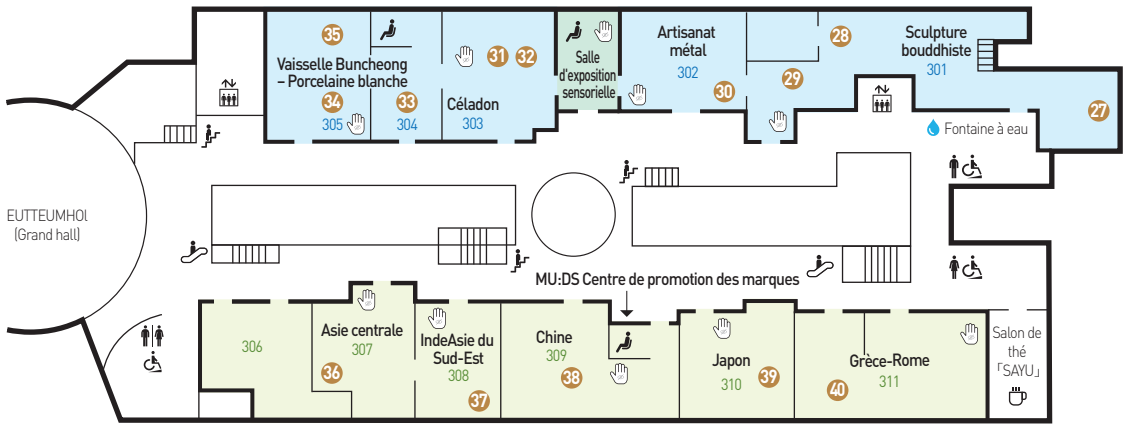 35
Vaisselle Buncheong
– Porcelaine blanche
34
305
33
304
31
32
Céladon
303
Salle
d'exposition
sensorielle
Artisanat
métal
302
30
28
29
Sculpture
bouddhiste
301
27
Fontaine à eau
EUTTEUMHOl
(Grand hall)
MU:DS Centre de promotion des marques
306
Asie centrale
307
36
IndeAsie du
Sud-Est
308
37
Chine
309
38
Japon
310
39
40
Grèce-Rome
311
Salon de
thé
「SAYU」